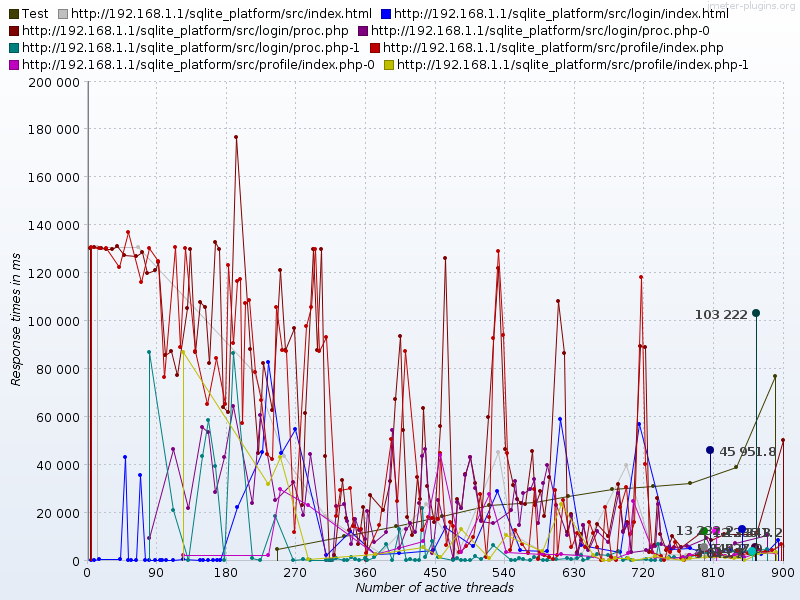 jmeter-plugins.org
Test http://192.168.1.1/sqlite_platform/src/index.html http://192.168.1.1/sqlite_platform/src/login/index.html
http://192.168.1.1/sqlite_platform/src/login/proc.php http://192.168.1.1/sqlite_platform/src/login/proc.php-0
http://192.168.1.1/sqlite_platform/src/login/proc.php-1 http://192.168.1.1/sqlite_platform/src/profile/index.php
http://192.168.1.1/sqlite_platform/src/profile/index.php-0 http://192.168.1.1/sqlite_platform/src/profile/index.php-1
200 000
180 000
160 000
140 000
120 000
100 000
80 000
60 000
40 000
20 000
0
Response times in ms
103 222
45 951.8
0 90 180 270 360 450 540 630 720 810 900
Number of active threads